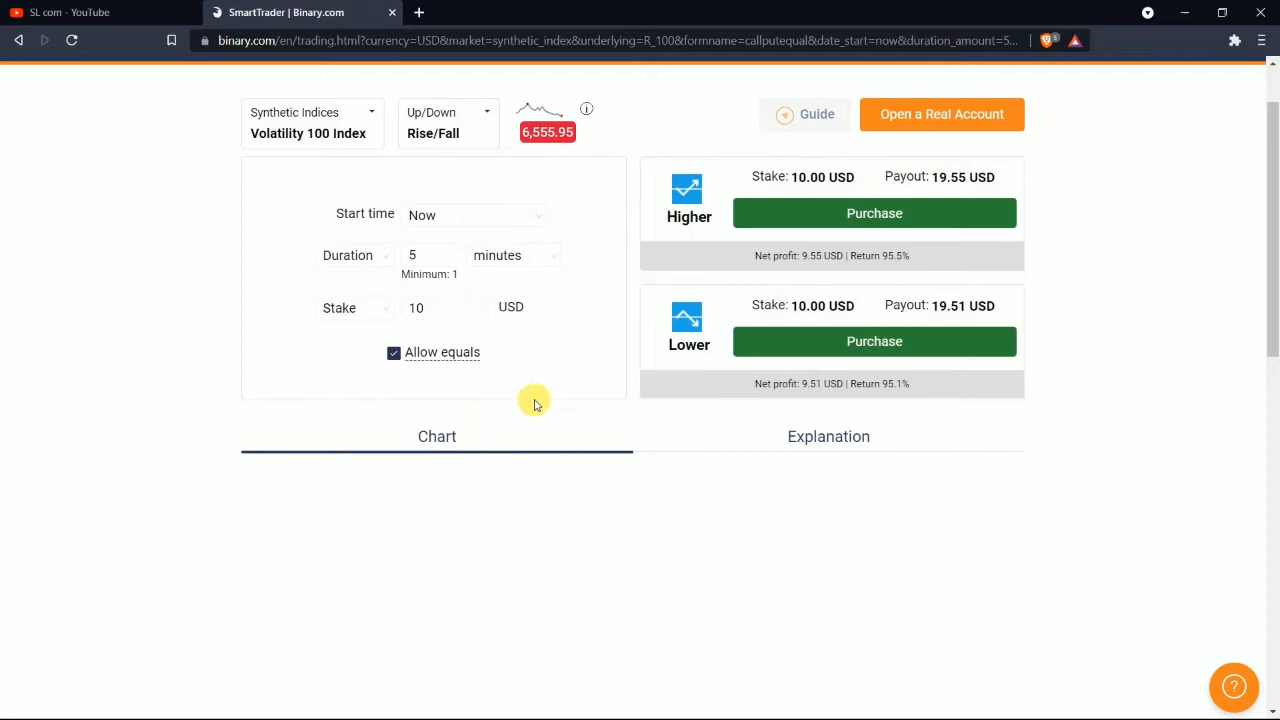 SL com - YouTube
SmartTrader | Binary.com
binary.com/en/trading.html?currency=USD&market=synthetic_index&underlying=R_100&formname=callputequal&date_start=now&duration_amount=5...
5
Synthetic Indices
Volatility 100 Index
Up/Down
Rise/Fall
6,555.95
Guide
Open a Real Account
Start time
Now
Duration
5
minutes
Minimum: 1
Stake
10
USD
Allow equals
Higher
Stake: 10.00 USD
Payout: 19.55 USD
Purchase
Net profit: 9.55 USD | Return 95.5%
Lower
Stake: 10.00 USD
Payout: 19.51 USD
Purchase
Net profit: 9.51 USD | Return 95.1%
Chart
Explanation